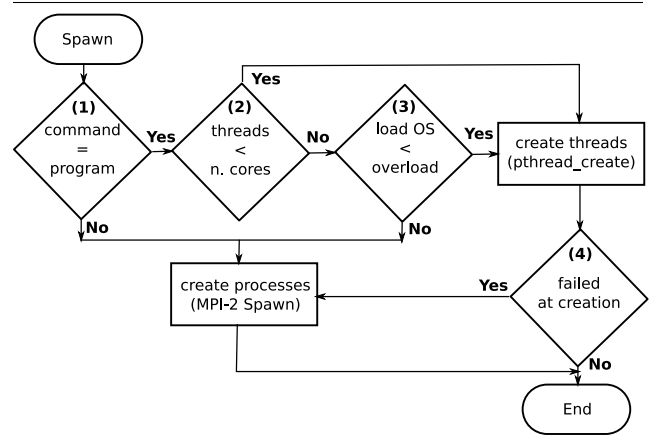 Spawn
(1)
command
=
program
Yes
No
(2)
threads
<
n. cores
Yes
No
(3)
load OS
<
overload
Yes
No
create threads
(pthread_create)
(4)
failed
at creation
Yes
No
create processes
(MPI-2 Spawn)
End